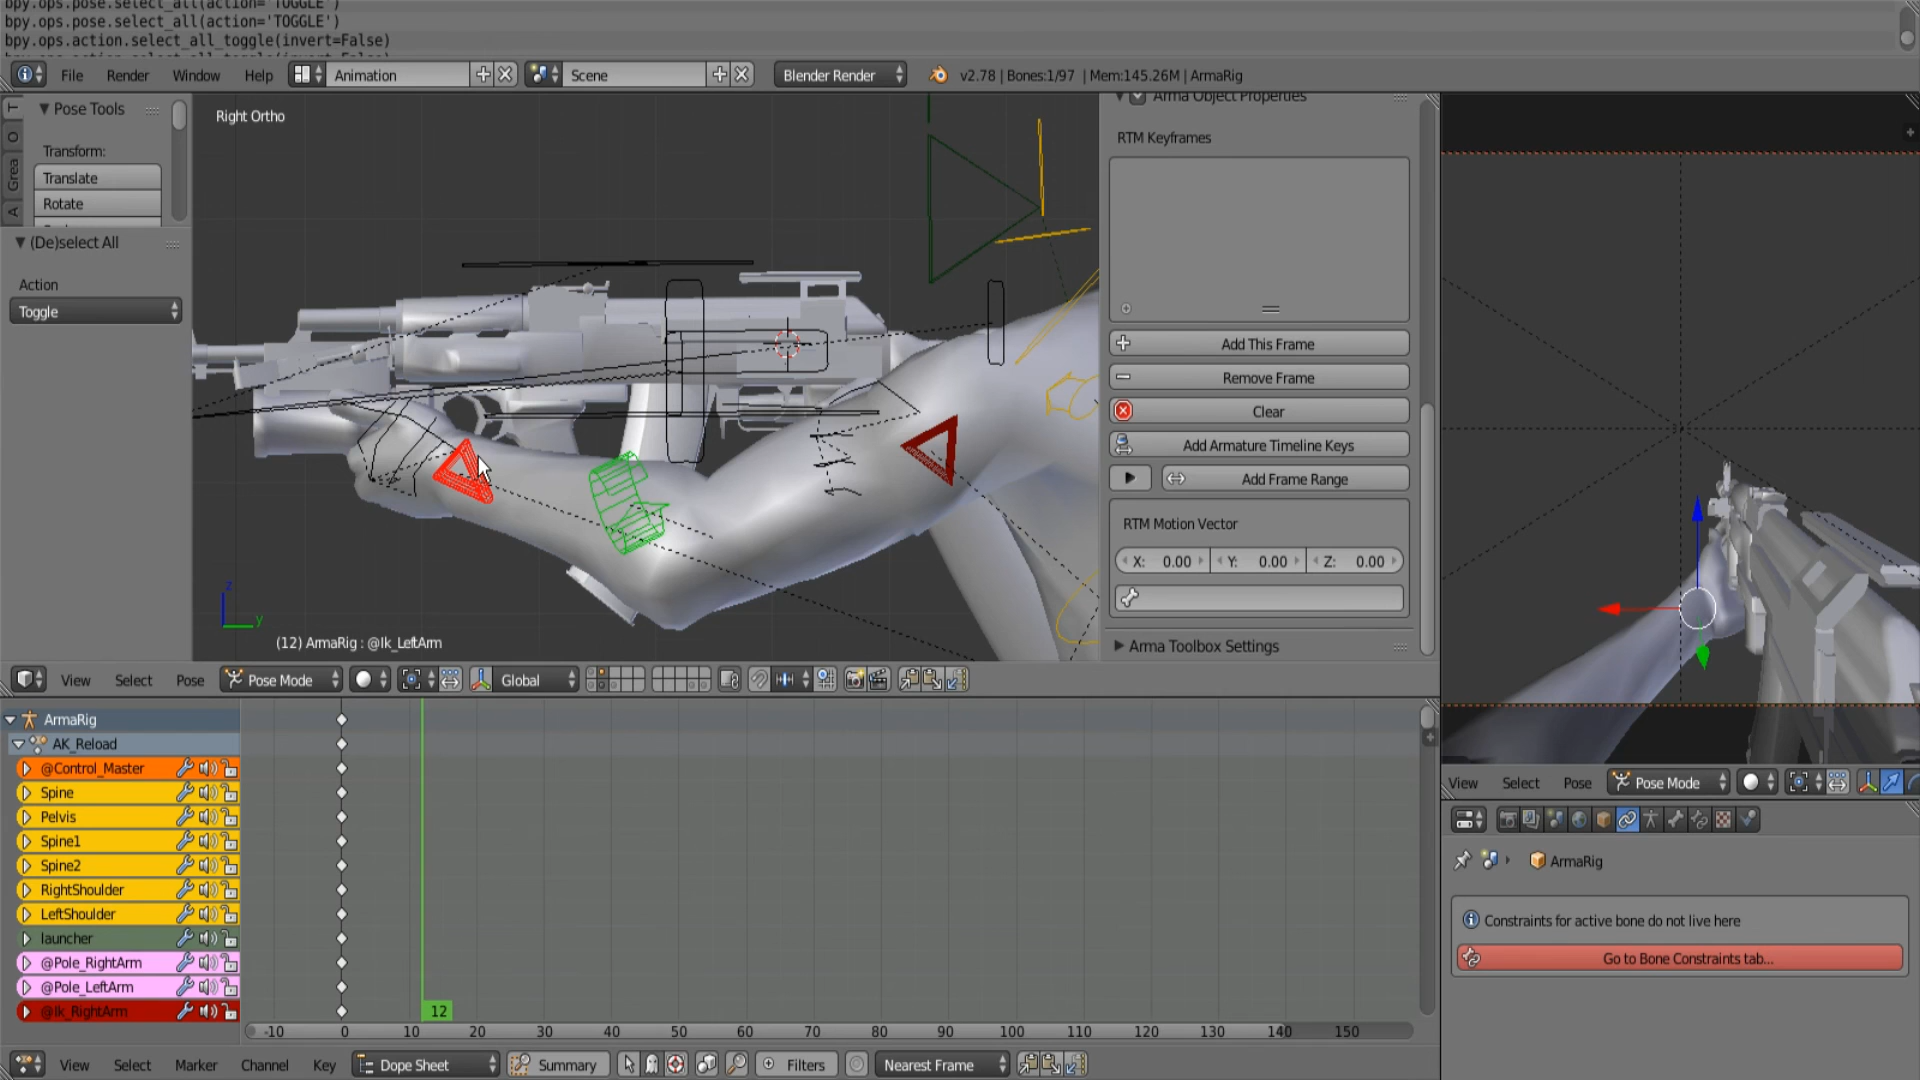 bpy.ops.pose.select_all(action='TOGGLE')
bpy.ops.pose.select_all(action='TOGGLE')
bpy.ops.action.select_all_toggle(invert=False)
File Render Window Help Animation Scene Blender Render v2.78 | Bones:1/97 | Mem:145.26M | ArmaRig
T
O
Grea
A
Pose Tools
Transform:
Translate
Rotate
(De)select All
Action
Toggle
Right Ortho
z
y
(12) ArmaRig : @Ik_LeftArm
Arma Object Properties
RTM Keyframes
Add This Frame
Remove Frame
Clear
Add Armature Timeline Keys
Add Frame Range
RTM Motion Vector
X: 0.00 Y: 0.00 Z: 0.00
Arma Toolbox Settings
View Select Pose Pose Mode Global
ArmaRig
AK_Reload
@Control_Master
Spine
Pelvis
Spine1
Spine2
RightShoulder
LeftShoulder
launcher
@Pole_RightArm
@Pole_LeftArm
@Ik_RightArm
12
-10 0 10 20 30 40 50 60 70 80 90 100 110 120 130 140 150
View Select Marker Channel Key Dope Sheet Summary Filters Nearest Frame
View Select Pose Pose Mode
ArmaRig
Constraints for active bone do not live here
Go to Bone Constraints tab...